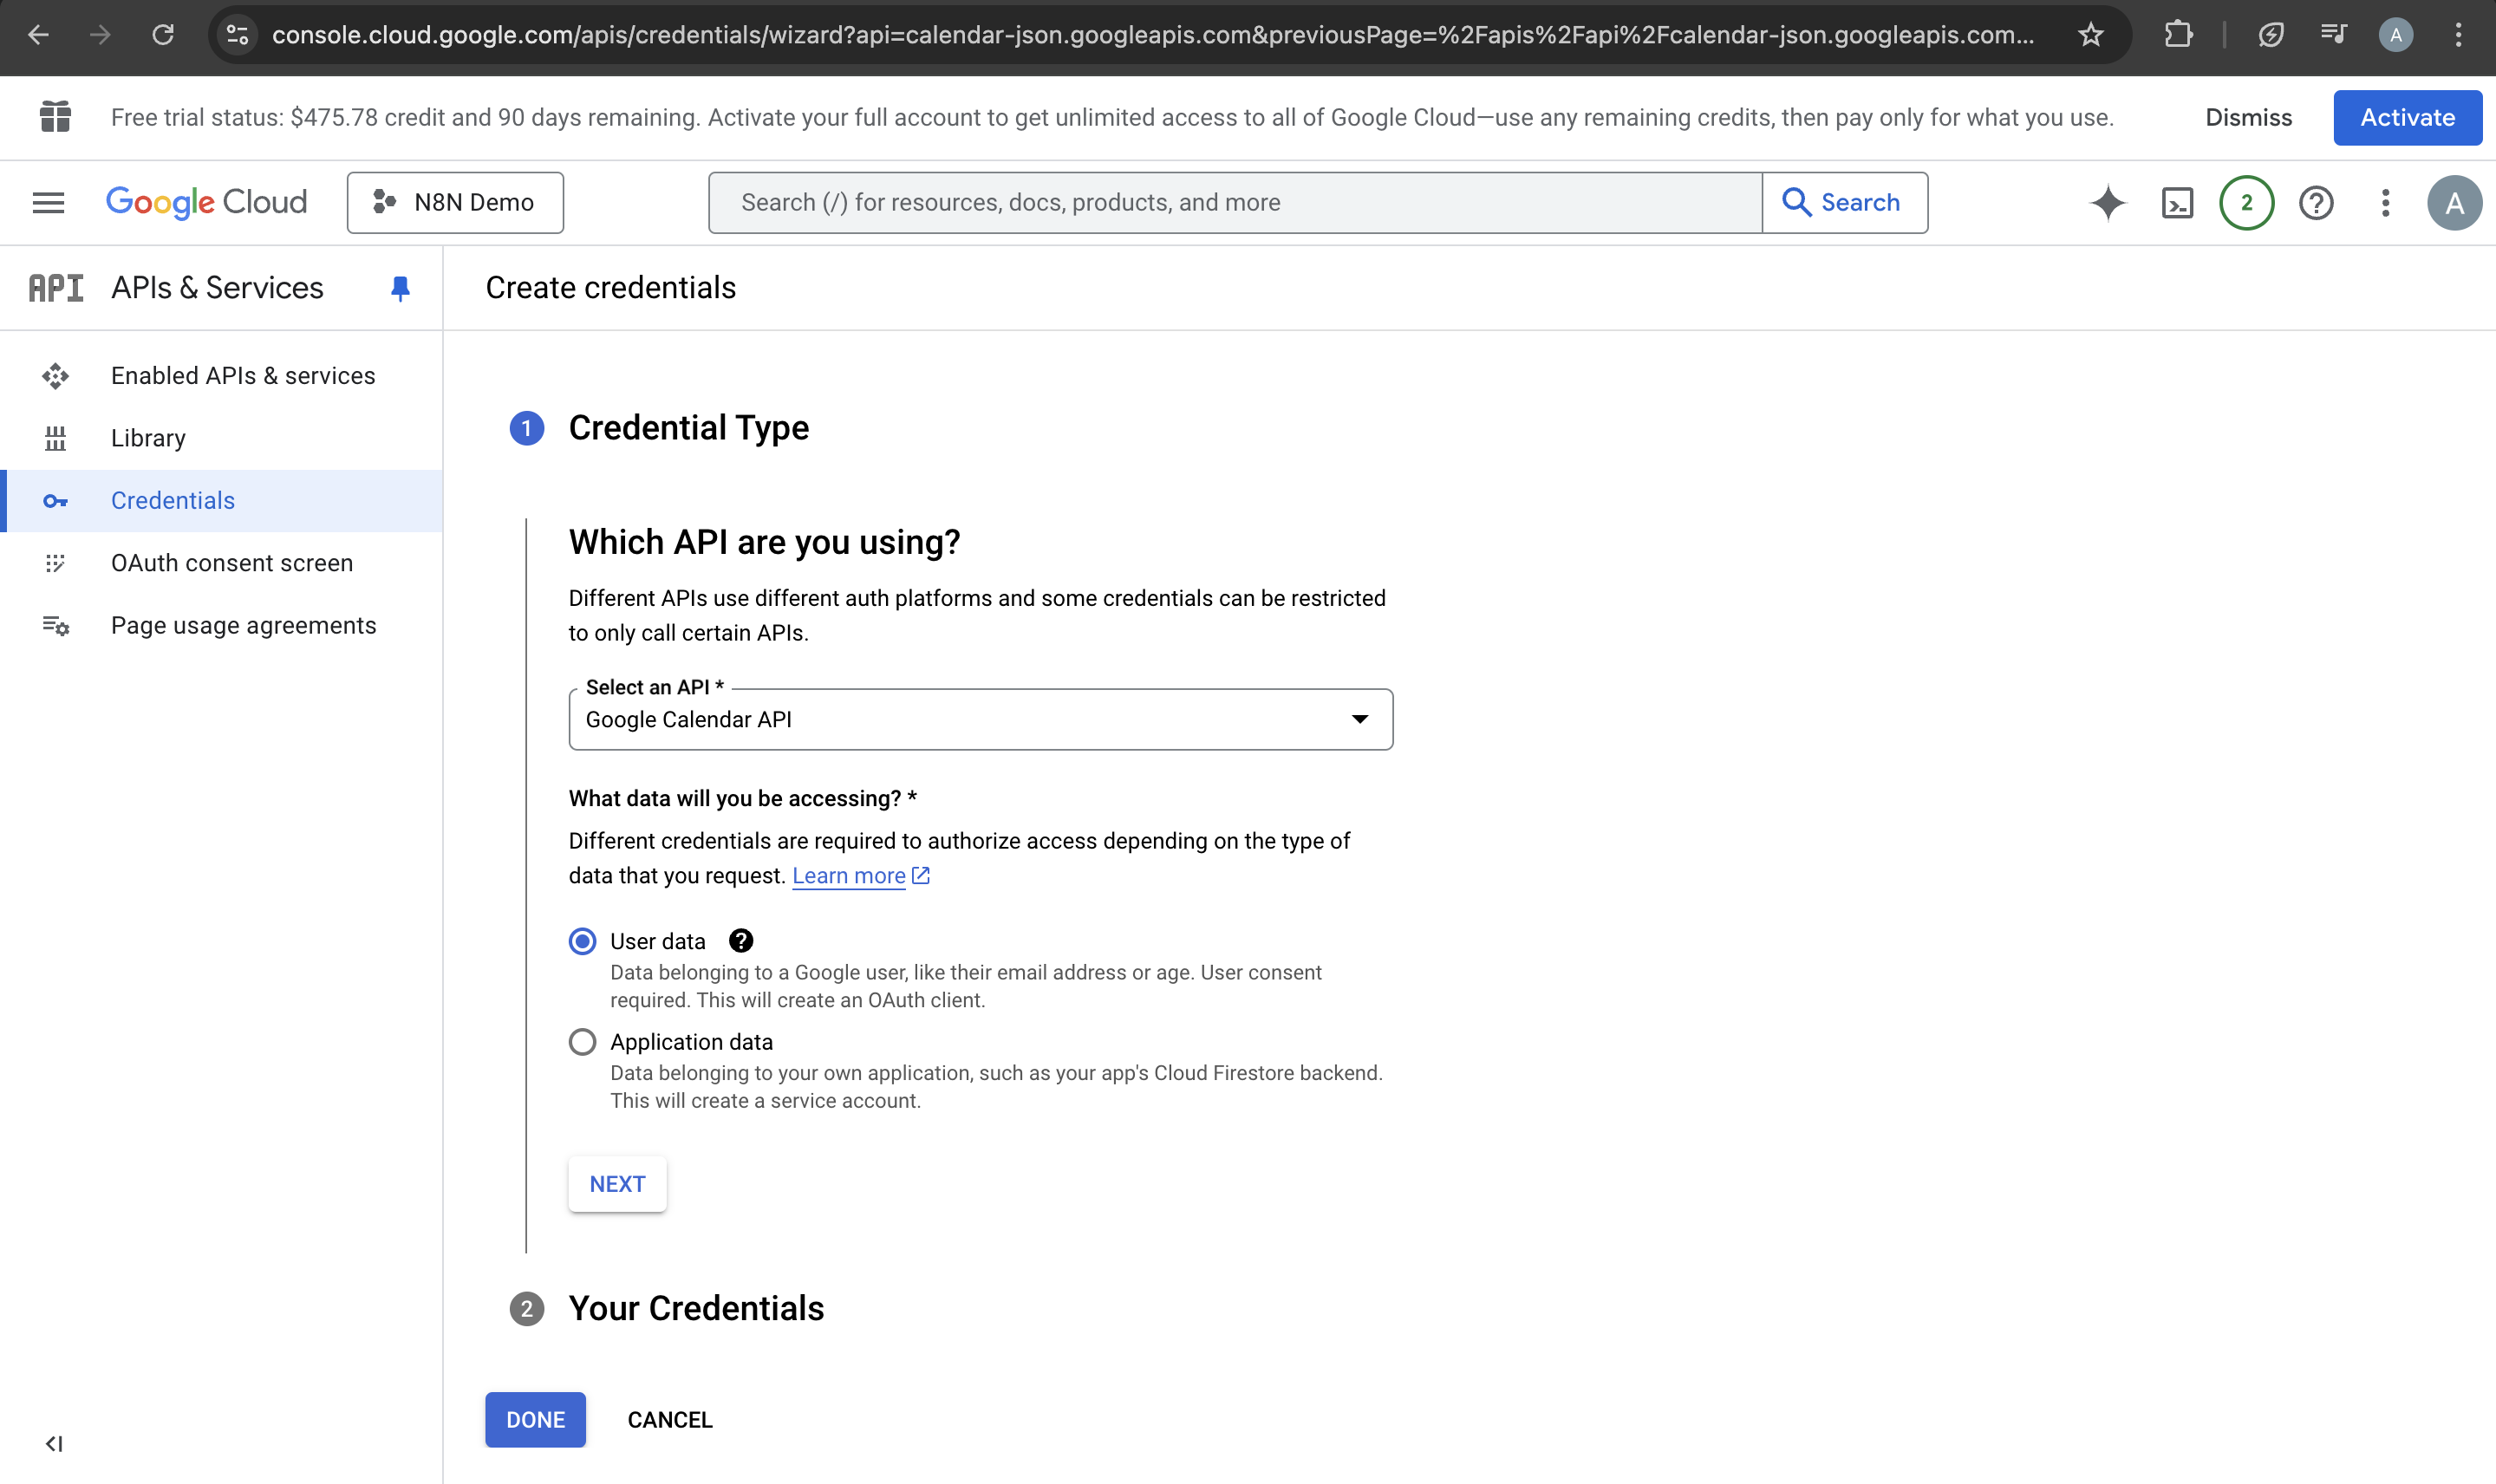 console.cloud.google.com/apis/credentials/wizard?api=calendar-json.googleapis.com&previousPage=%2Fapis%2Fapi%2Fcalendar-json.googleapis.com...
A
Free trial status: $475.78 credit and 90 days remaining. Activate your full account to get unlimited access to all of Google Cloud—use any remaining credits, then pay only for what you use.
Dismiss
Activate
Google Cloud
N8N Demo
Search (/) for resources, docs, products, and more
Search
2
A
API
APIs & Services
Create credentials
Enabled APIs & services
Library
Credentials
OAuth consent screen
Page usage agreements
1
Credential Type
Which API are you using?
Different APIs use different auth platforms and some credentials can be restricted
to only call certain APIs.
Select an API *
Google Calendar API
What data will you be accessing? *
Different credentials are required to authorize access depending on the type of
data that you request. Learn more
User data
Data belonging to a Google user, like their email address or age. User consent
required. This will create an OAuth client.
Application data
Data belonging to your own application, such as your app's Cloud Firestore backend.
This will create a service account.
NEXT
2
Your Credentials
DONE
CANCEL